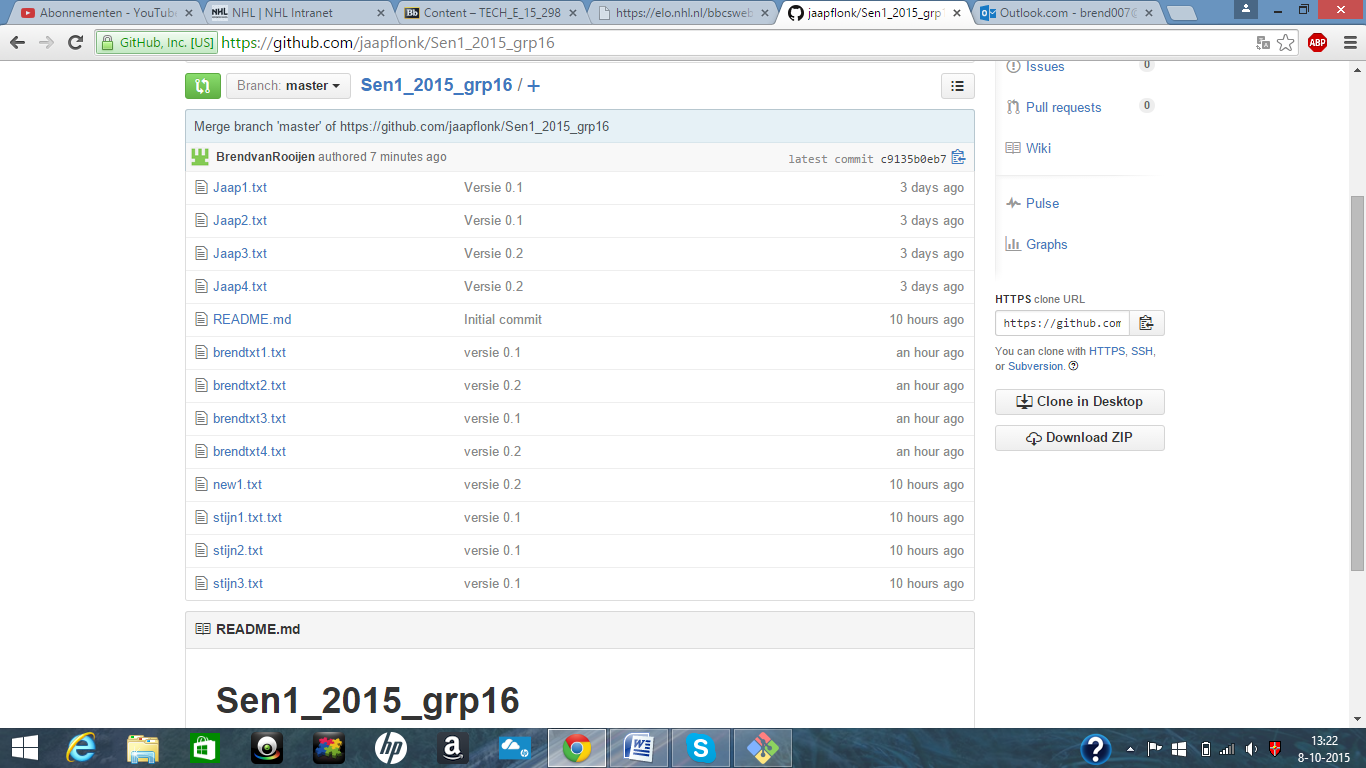 Abonnementen - YouTube
NHL | NHL Intranet
Content – TECH_E_15_298
https://elo.nhl.nl/bbcsweb
jaapflonk/Sen1_2015_grp1
Outlook.com - brend007@
GitHub, Inc. [US] https://github.com/jaapflonk/Sen1_2015_grp16
ABP
Branch: master
Sen1_2015_grp16 / +
Merge branch 'master' of https://github.com/jaapflonk/Sen1_2015_grp16
BrendvanRooijen authored 7 minutes ago
latest commit c9135b0eb7
Jaap1.txt Versie 0.1 3 days ago
Jaap2.txt Versie 0.1 3 days ago
Jaap3.txt Versie 0.2 3 days ago
Jaap4.txt Versie 0.2 3 days ago
README.md Initial commit 10 hours ago
brendtxt1.txt versie 0.1 an hour ago
brendtxt2.txt versie 0.2 an hour ago
brendtxt3.txt versie 0.1 an hour ago
brendtxt4.txt versie 0.2 an hour ago
new1.txt versie 0.2 10 hours ago
stijn1.txt.txt versie 0.1 10 hours ago
stijn2.txt versie 0.1 10 hours ago
stijn3.txt versie 0.1 10 hours ago
README.md
Sen1_2015_grp16
Issues 0
Pull requests 0
Wiki
Pulse
Graphs
HTTPS clone URL
https://github.com
You can clone with HTTPS, SSH,
or Subversion.
Clone in Desktop
Download ZIP
13:22
8-10-2015